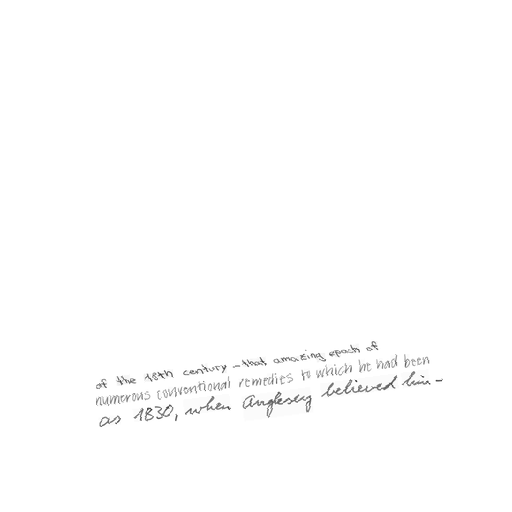 of the 18th century - that amazing epoch of
numerous conventional remedies to which he had been
as 1830, when Anglesey believed him-